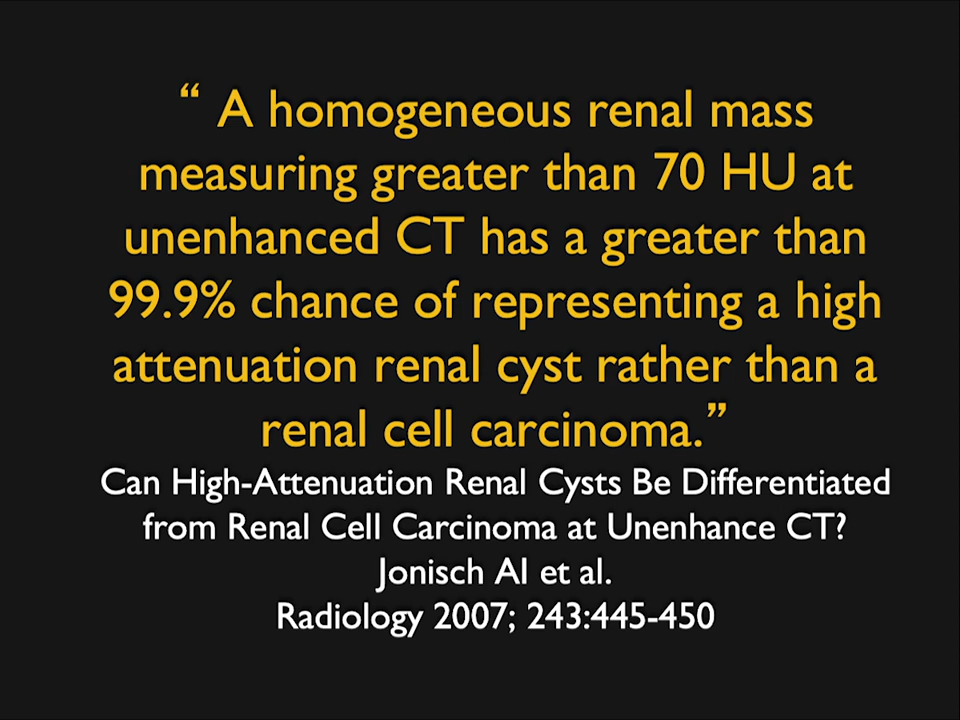 “ A homogeneous renal mass
measuring greater than 70 HU at
unenhanced CT has a greater than
99.9% chance of representing a high
attenuation renal cyst rather than a
renal cell carcinoma.”
Can High-Attenuation Renal Cysts Be Differentiated
from Renal Cell Carcinoma at Unenhance CT?
Jonisch AI et al.
Radiology 2007; 243:445-450